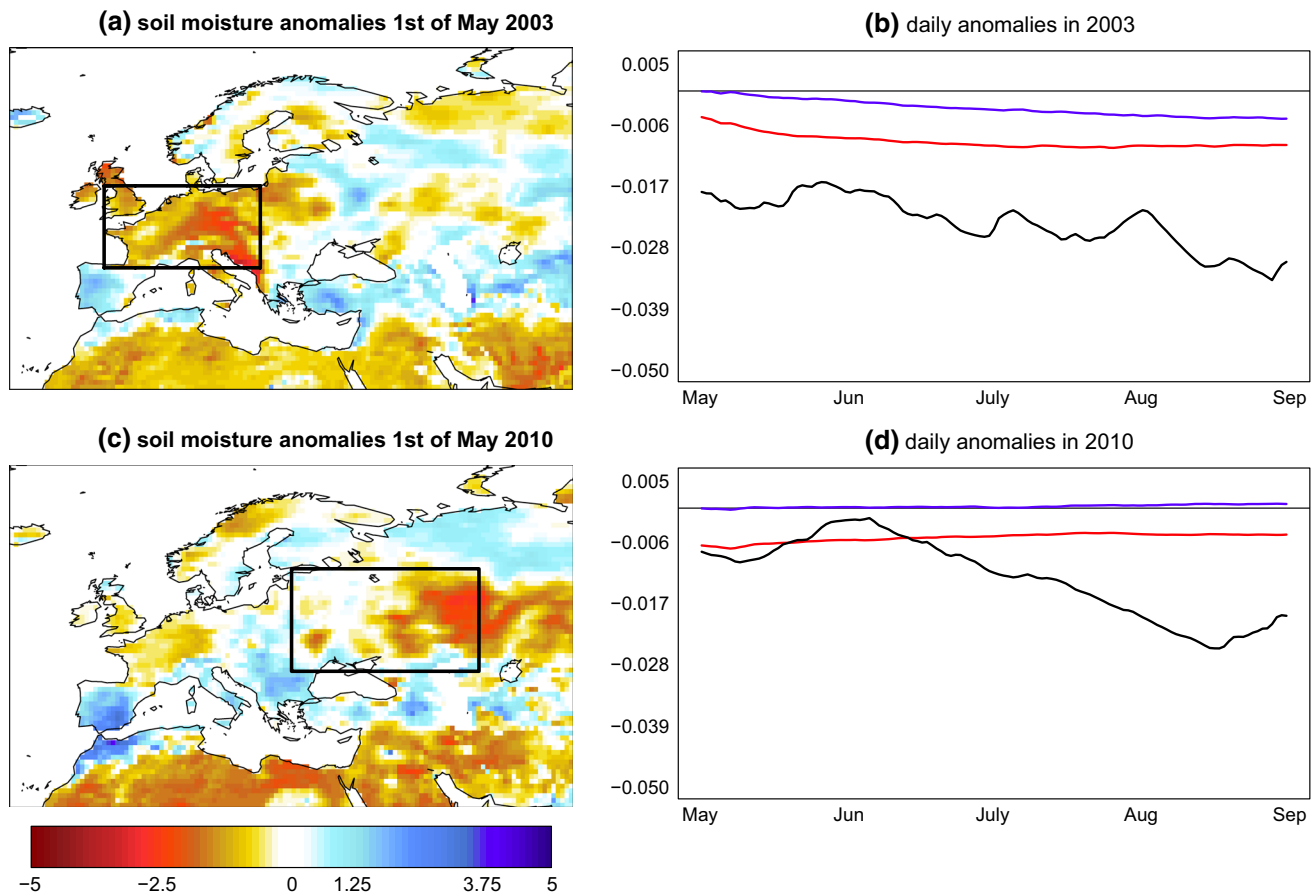 (a) soil moisture anomalies 1st of May 2003
(b) daily anomalies in 2003
0.005
−0.006
−0.017
−0.028
−0.039
−0.050
May Jun July Aug Sep
(c) soil moisture anomalies 1st of May 2010
(d) daily anomalies in 2010
0.005
−0.006
−0.017
−0.028
−0.039
−0.050
May Jun July Aug Sep
−5 −2.5 0 1.25 3.75 5